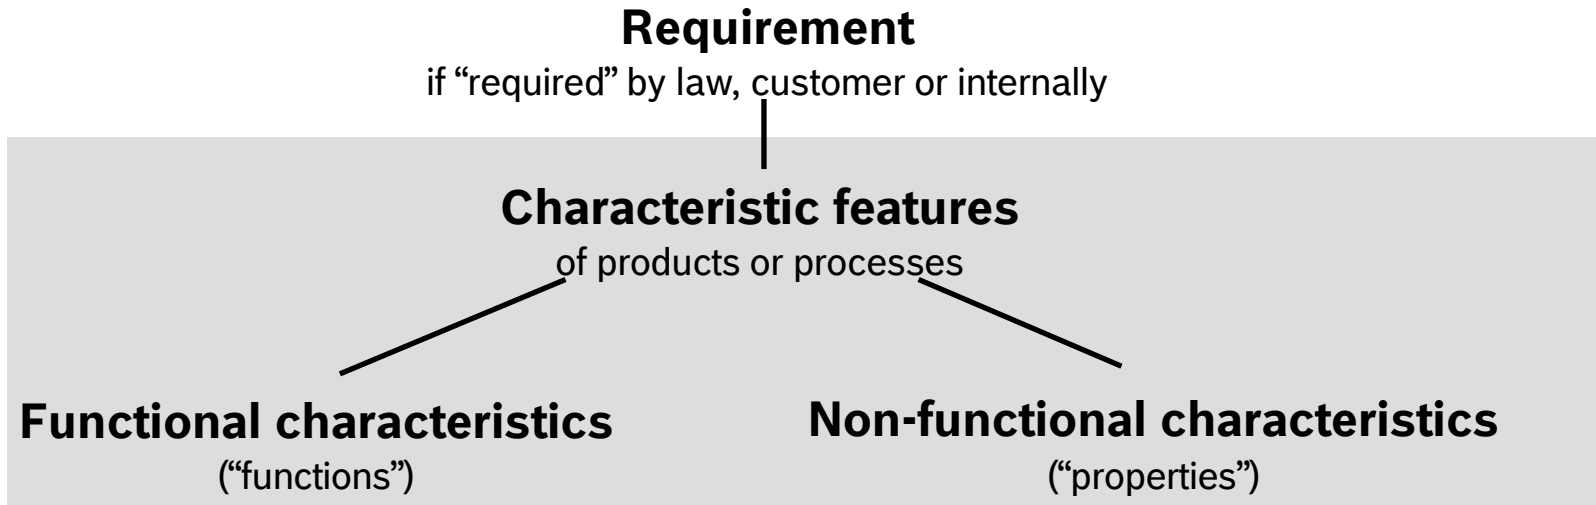 Requirement
if “required” by law, customer or internally
Characteristic features
of products or processes
Functional characteristics
(“functions”)
Non-functional characteristics
(“properties”)